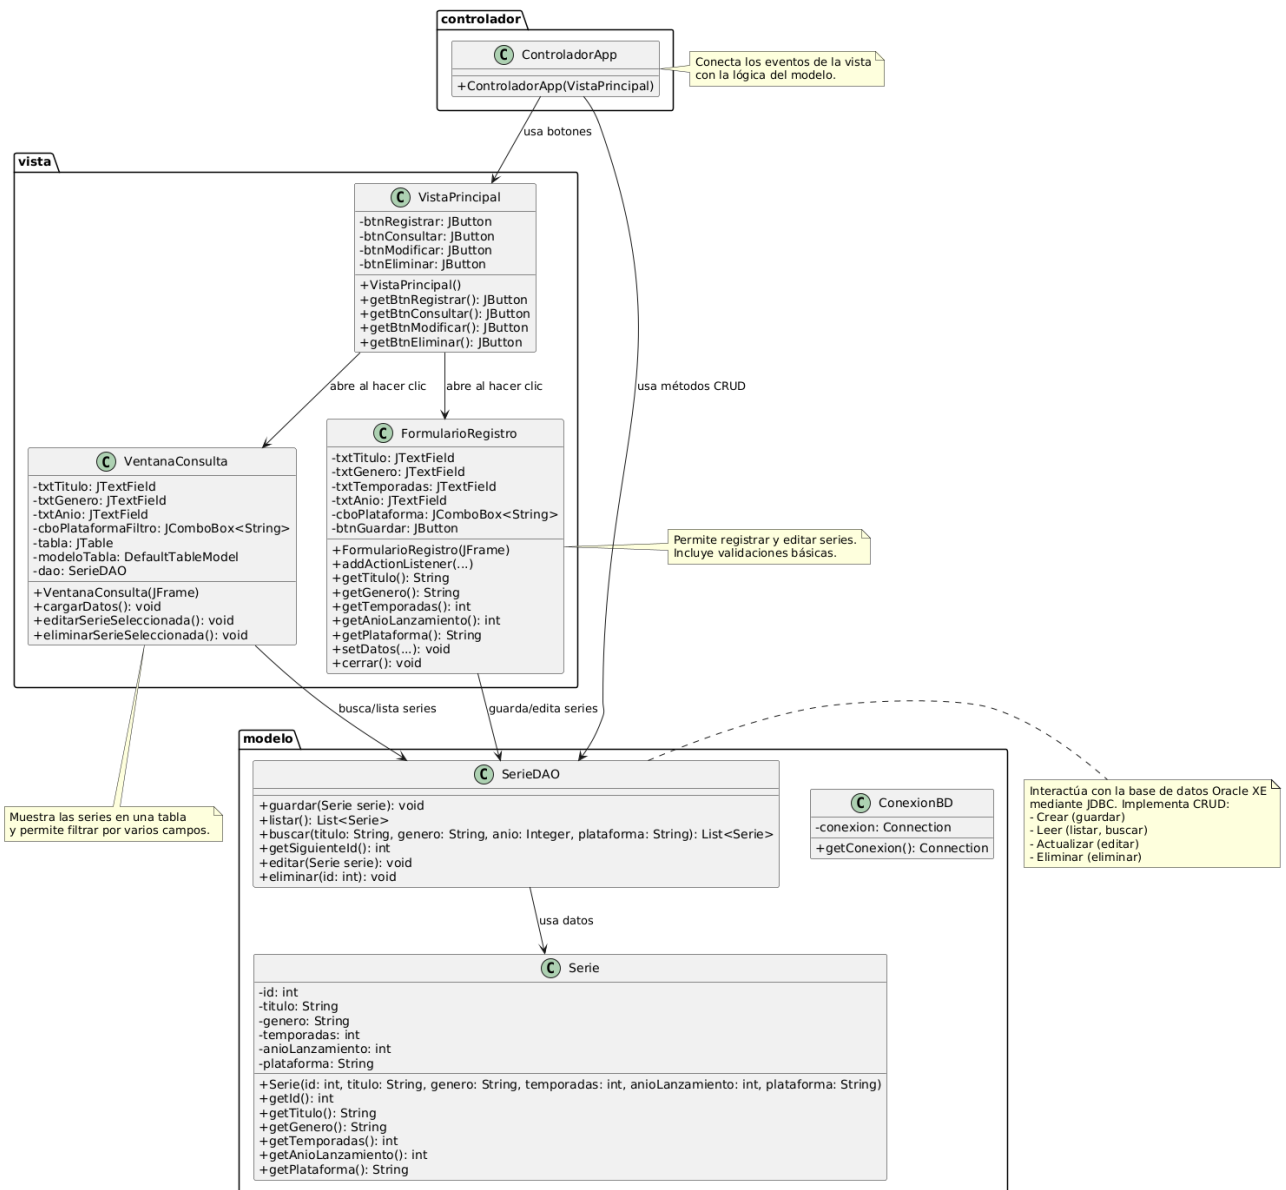 controlador
C ControladorApp
+ControladorApp(VistaPrincipal)
Conecta los eventos de la vista
con la lógica del modelo.
usa botones
usa métodos CRUD
vista
C VistaPrincipal
-btnRegistrar: JButton
-btnConsultar: JButton
-btnModificar: JButton
-btnEliminar: JButton
+VistaPrincipal()
+getBtnRegistrar(): JButton
+getBtnConsultar(): JButton
+getBtnModificar(): JButton
+getBtnEliminar(): JButton
abre al hacer clic
abre al hacer clic
C VentanaConsulta
-txtTitulo: JTextField
-txtGenero: JTextField
-txtAnio: JTextField
-cboPlataformaFiltro: JComboBox<String>
-tabla: JTable
-modeloTabla: DefaultTableModel
-dao: SerieDAO
+VentanaConsulta(JFrame)
+cargarDatos(): void
+editarSerieSeleccionada(): void
+eliminarSerieSeleccionada(): void
C FormularioRegistro
-txtTitulo: JTextField
-txtGenero: JTextField
-txtTemporadas: JTextField
-txtAnio: JTextField
-cboPlataforma: JComboBox<String>
-btnGuardar: JButton
+FormularioRegistro(JFrame)
+addActionListener(...)
+getTitulo(): String
+getGenero(): String
+getTemporadas(): int
+getAnioLanzamiento(): int
+getPlataforma(): String
+setDatos(...): void
+cerrar(): void
Permite registrar y editar series.
Incluye validaciones básicas.
busca/lista series
guarda/edita series
Muestra las series en una tabla
y permite filtrar por varios campos.
modelo
C SerieDAO
+guardar(Serie serie): void
+listar(): List<Serie>
+buscar(titulo: String, genero: String, anio: Integer, plataforma: String): List<Serie>
+getSiguienteId(): int
+editar(Serie serie): void
+eliminar(id: int): void
C ConexionBD
-conexion: Connection
+getConexion(): Connection
Interactúa con la base de datos Oracle XE
mediante JDBC. Implementa CRUD:
- Crear (guardar)
- Leer (listar, buscar)
- Actualizar (editar)
- Eliminar (eliminar)
usa datos
C Serie
-id: int
-titulo: String
-genero: String
-temporadas: int
-anioLanzamiento: int
-plataforma: String
+Serie(id: int, titulo: String, genero: String, temporadas: int, anioLanzamiento: int, plataforma: String)
+getId(): int
+getTitulo(): String
+getGenero(): String
+getTemporadas(): int
+getAnioLanzamiento(): int
+getPlataforma(): String